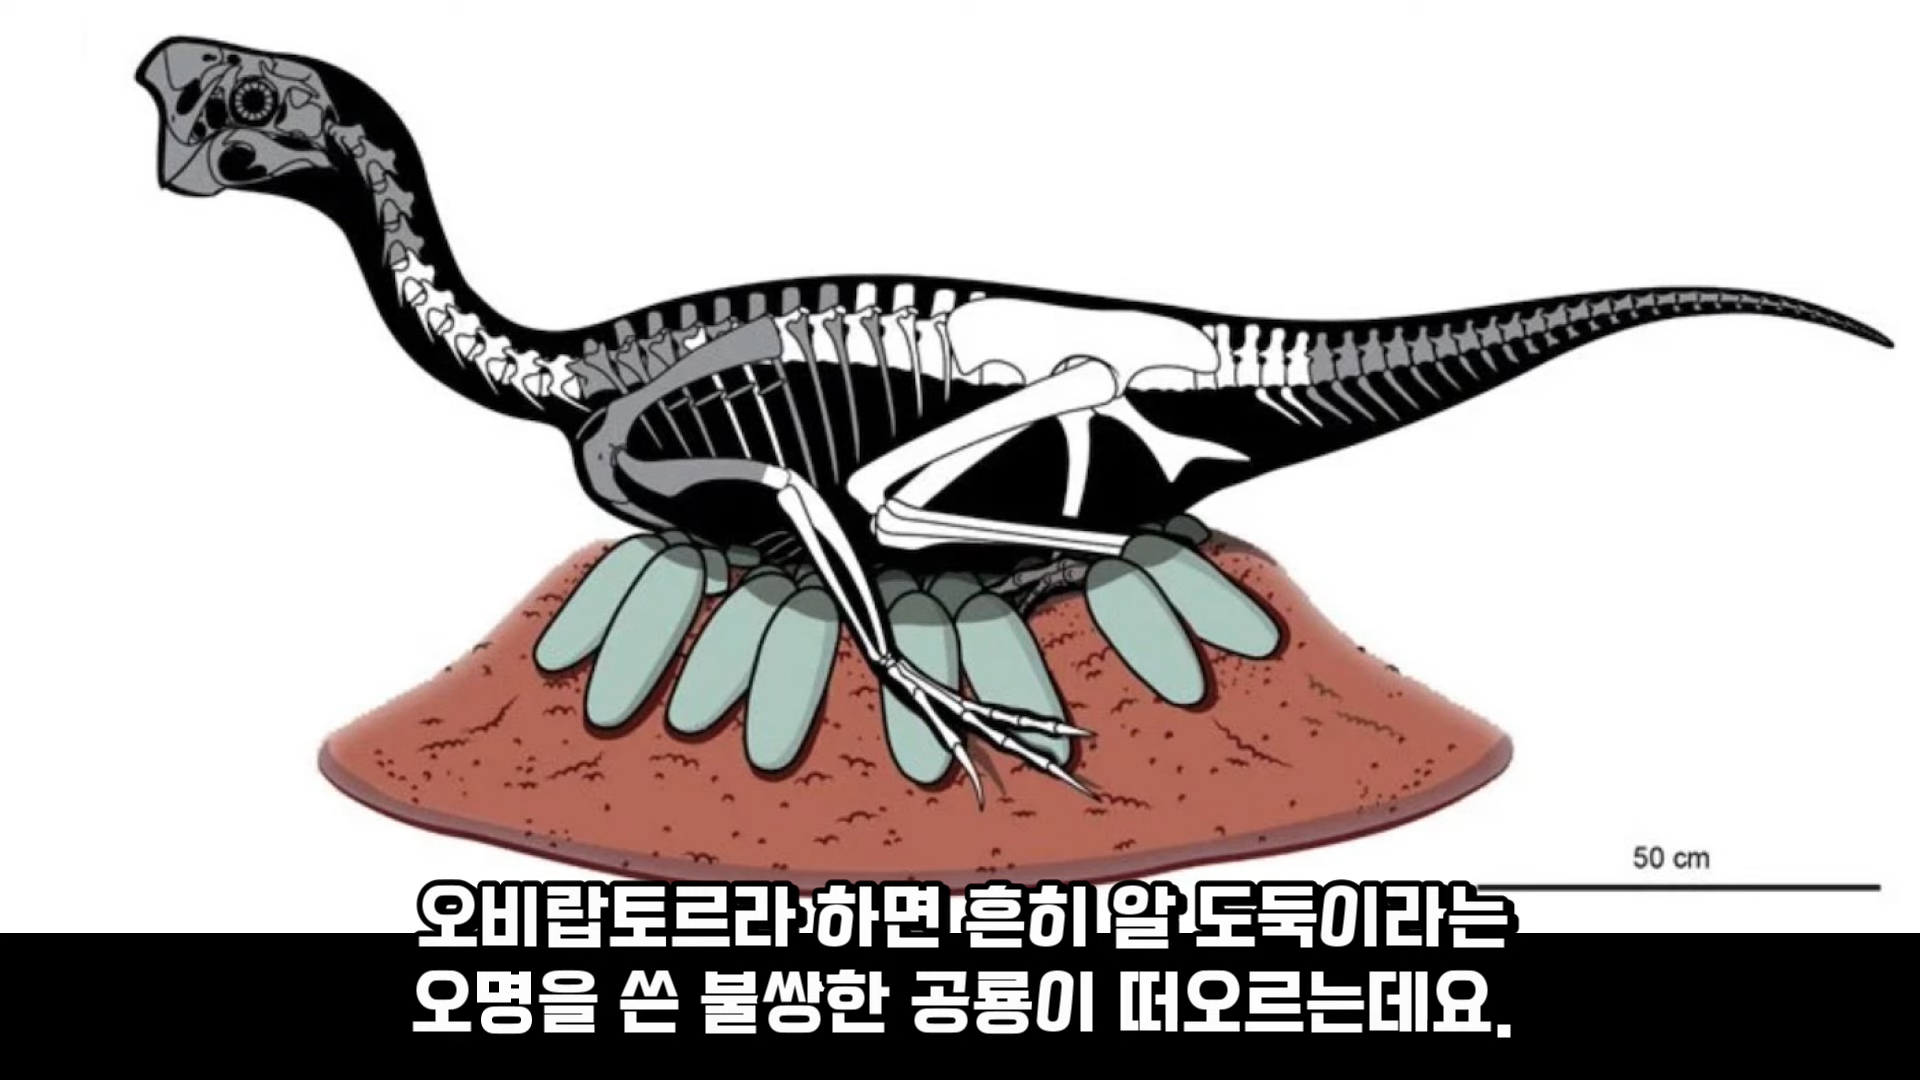 50 cm
오비랍토르라 하면 흔히 알 도둑이라는
오명을 쓴 불쌍한 공룡이 떠오르는데요.